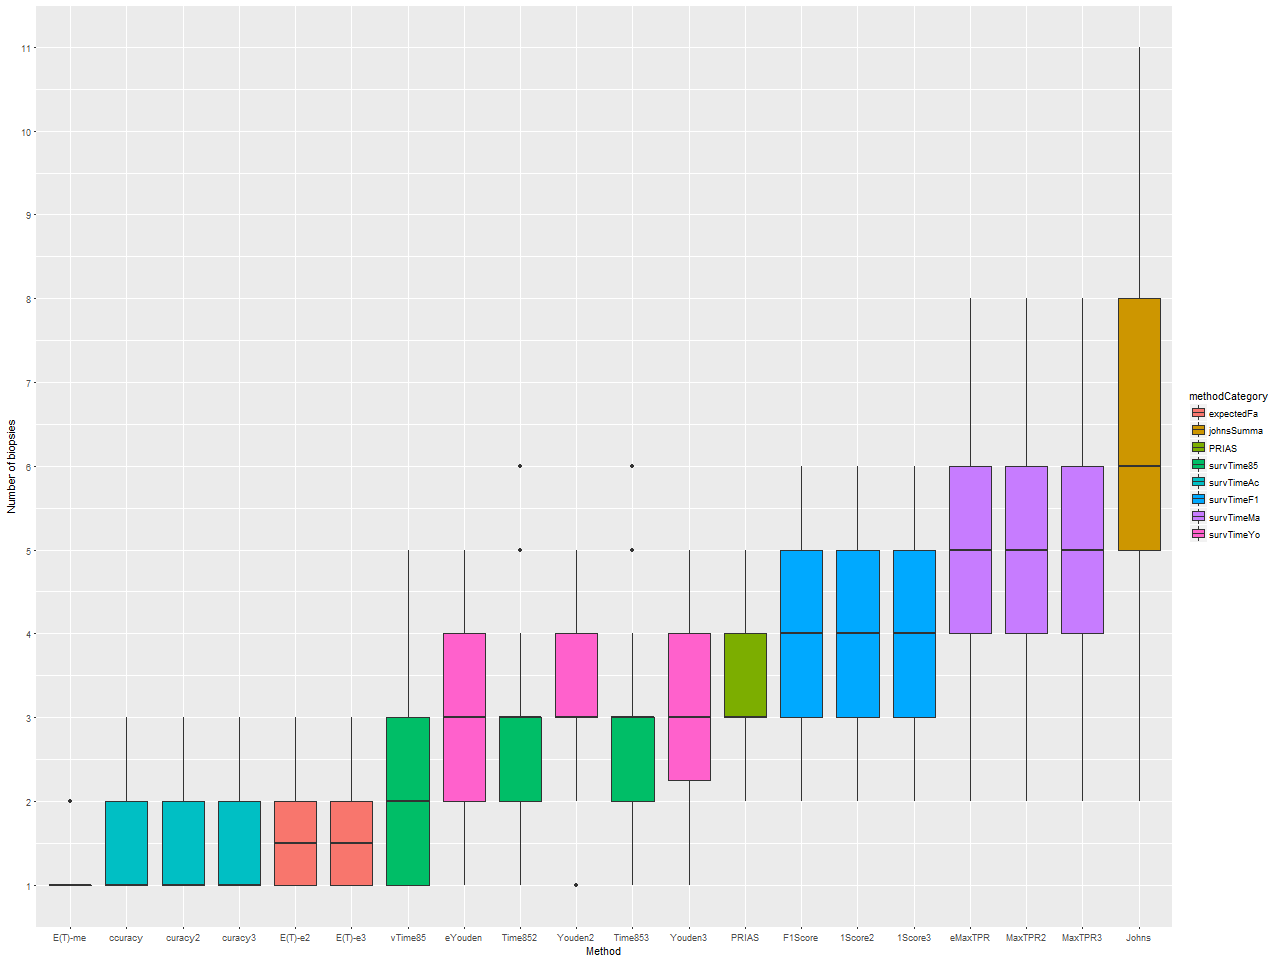 11
10
9
8
7
6
5
4
3
2
1
Number of biopsies
E(T)-me ccuracy curacy2 curacy3 E(T)-e2 E(T)-e3 vTime85 eYouden Time852 Youden2 Time853 Youden3 PRIAS F1Score 1Score2 1Score3 eMaxTPR MaxTPR2 MaxTPR3 Johns
Method
methodCategory
expectedFa
johnsSumma
PRIAS
survTime85
survTimeAc
survTimeF1
survTimeMa
survTimeYo